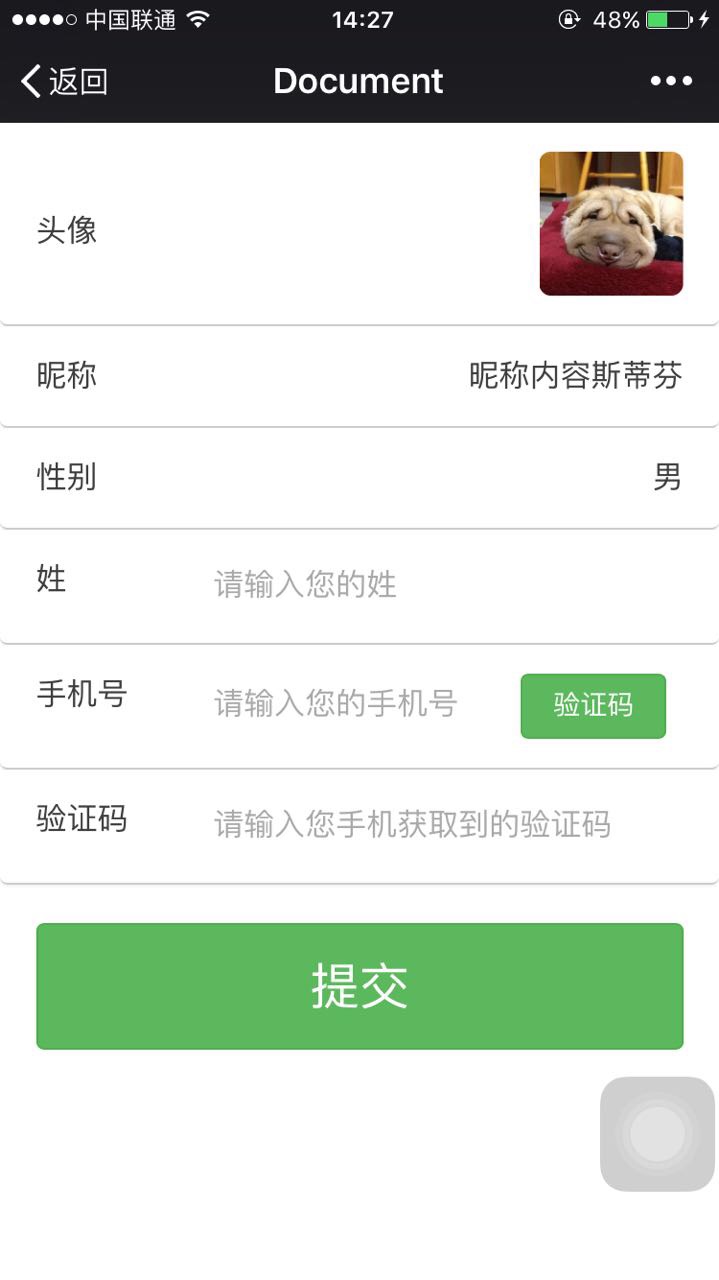 中国联通 14:27 48%
返回 Document
头像
昵称 昵称内容斯蒂芬
性别 男
姓 请输入您的姓
手机号 请输入您的手机号 验证码
验证码 请输入您手机获取到的验证码
提交